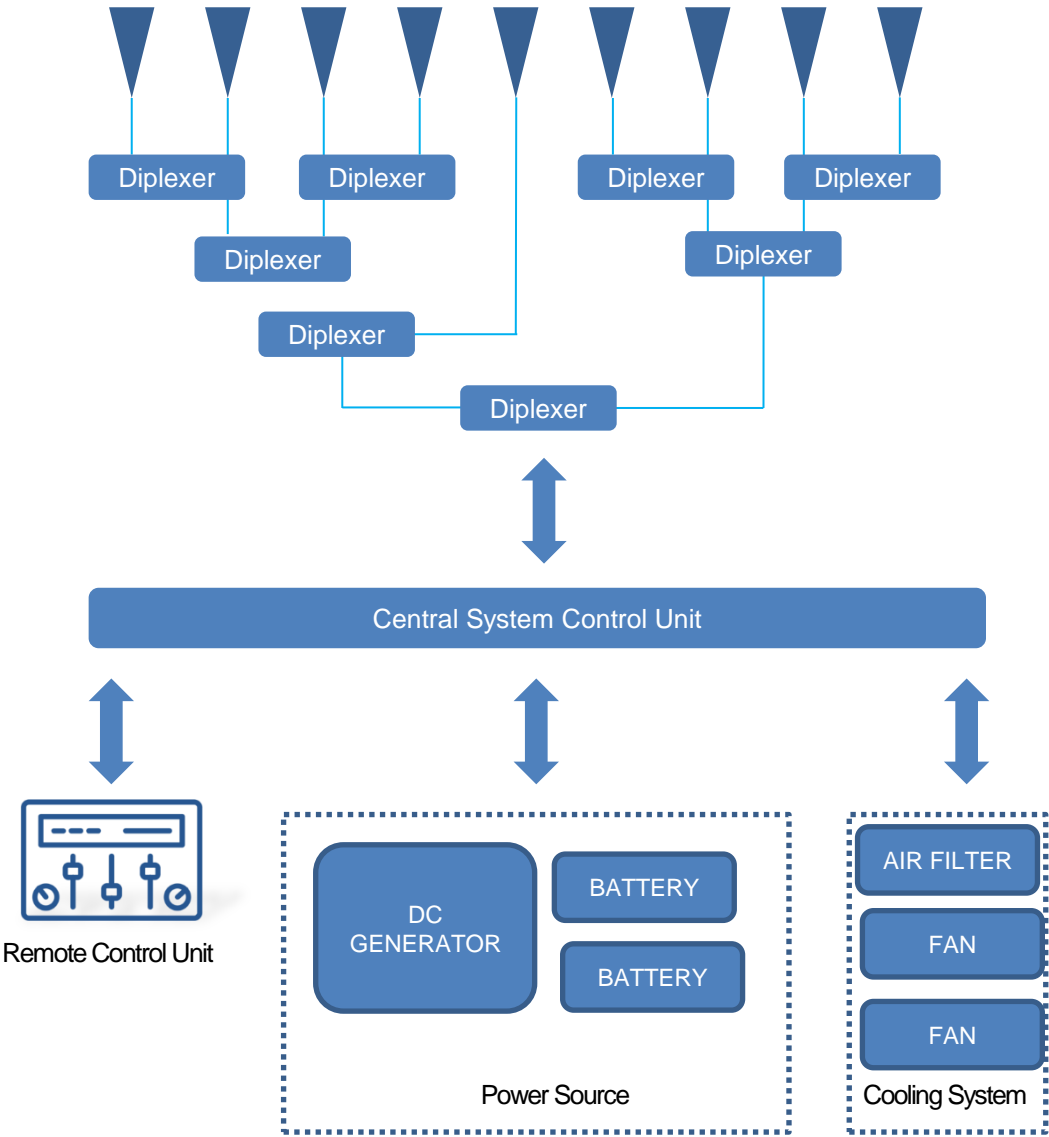 Diplexer
Diplexer
Diplexer
Diplexer
Diplexer
Diplexer
Diplexer
Diplexer
Central System Control Unit
Remote Control Unit
DC
GENERATOR
BATTERY
BATTERY
Power Source
AIR FILTER
FAN
FAN
Cooling System